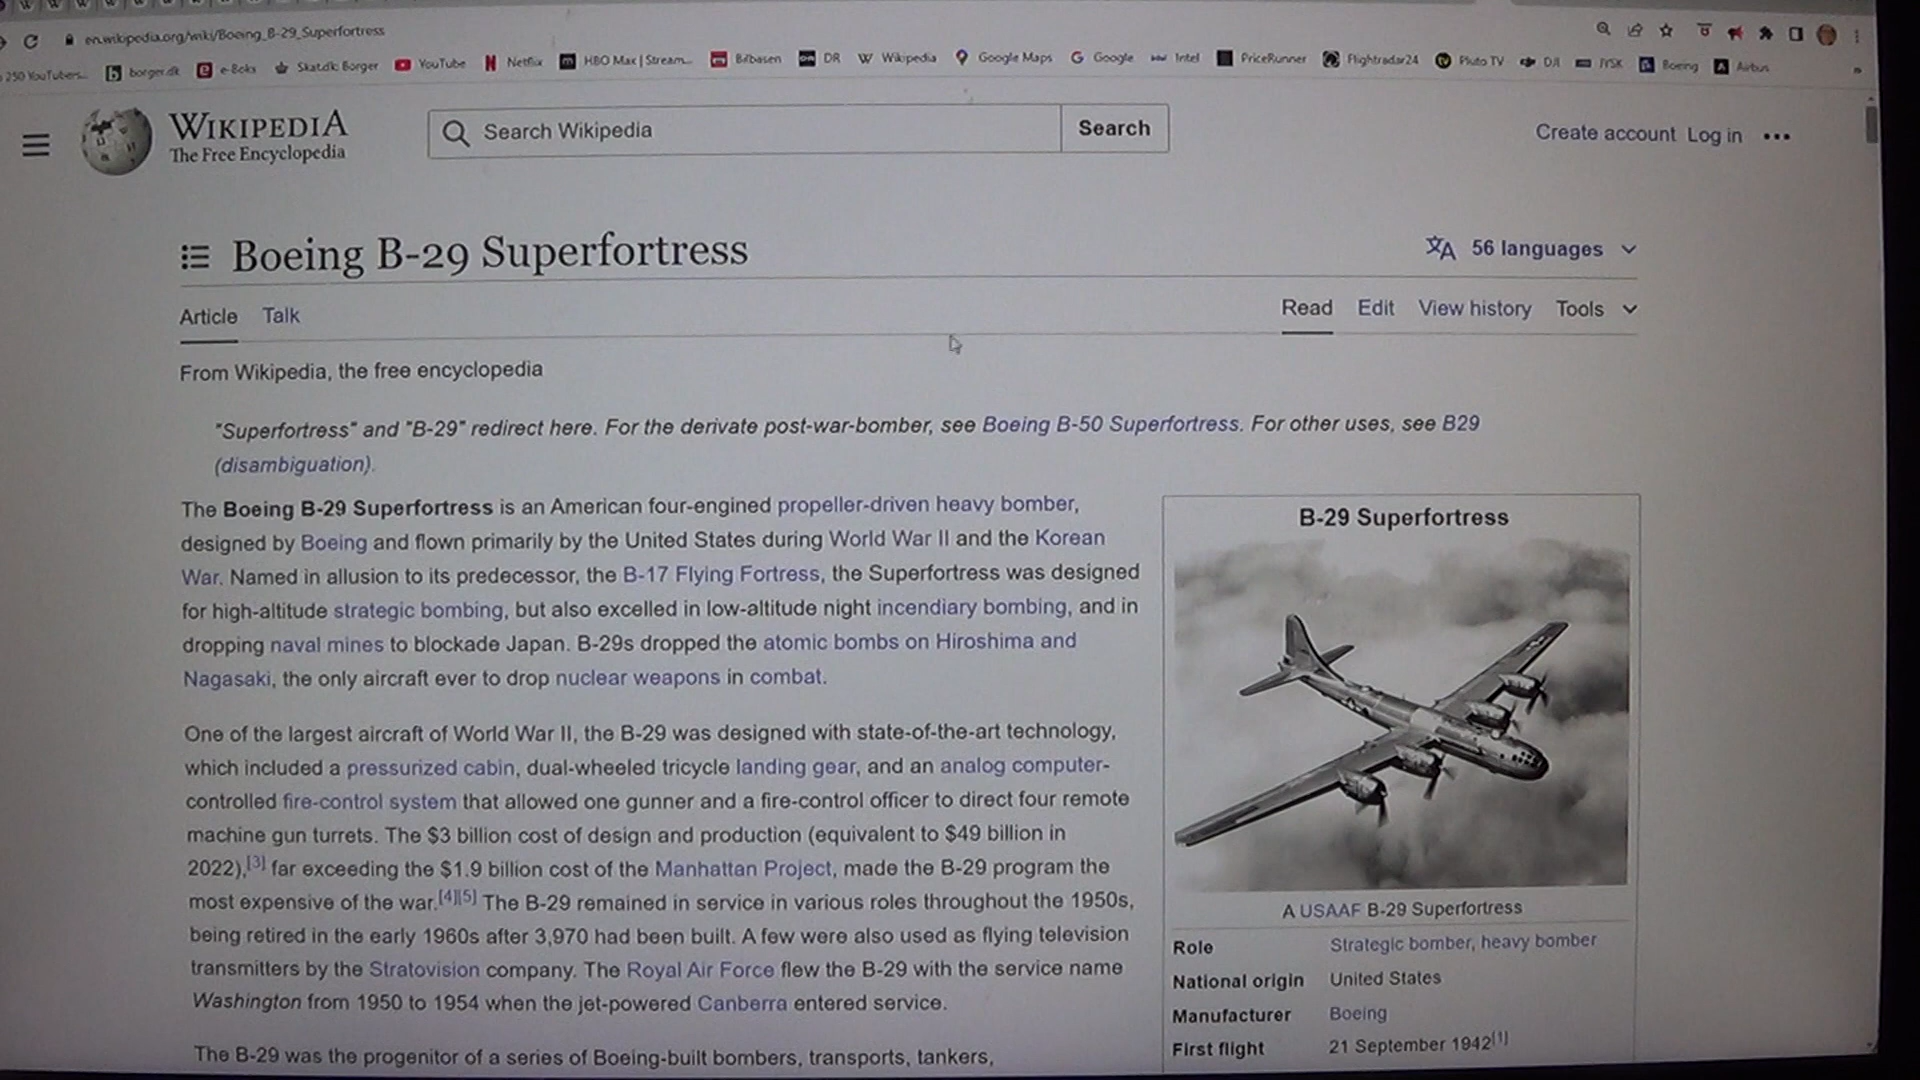 en.wikipedia.org/wiki/Boeing_B-29_Superfortress
250 YouTubers... borger.dk e-Boks Skat.dk: Borger YouTube Netflix HBO Max | Stream... Bilbasen DR Wikipedia Google Maps Google Intel PriceRunner Flightradar24 Pluto TV DJI JYSK Boeing Airbus
WIKIPEDIA
The Free Encyclopedia
Search Wikipedia
Search
Create account Log in
Boeing B-29 Superfortress
56 languages
Article Talk
Read Edit View history Tools
From Wikipedia, the free encyclopedia
"Superfortress" and "B-29" redirect here. For the derivate post-war-bomber, see Boeing B-50 Superfortress. For other uses, see B29
(disambiguation).
The Boeing B-29 Superfortress is an American four-engined propeller-driven heavy bomber,
designed by Boeing and flown primarily by the United States during World War II and the Korean
War. Named in allusion to its predecessor, the B-17 Flying Fortress, the Superfortress was designed
for high-altitude strategic bombing, but also excelled in low-altitude night incendiary bombing, and in
dropping naval mines to blockade Japan. B-29s dropped the atomic bombs on Hiroshima and
Nagasaki, the only aircraft ever to drop nuclear weapons in combat.
One of the largest aircraft of World War II, the B-29 was designed with state-of-the-art technology,
which included a pressurized cabin, dual-wheeled tricycle landing gear, and an analog computer-
controlled fire-control system that allowed one gunner and a fire-control officer to direct four remote
machine gun turrets. The $3 billion cost of design and production (equivalent to $49 billion in
2022),[3] far exceeding the $1.9 billion cost of the Manhattan Project, made the B-29 program the
most expensive of the war.[4][5] The B-29 remained in service in various roles throughout the 1950s,
being retired in the early 1960s after 3,970 had been built. A few were also used as flying television
transmitters by the Stratovision company. The Royal Air Force flew the B-29 with the service name
Washington from 1950 to 1954 when the jet-powered Canberra entered service.
The B-29 was the progenitor of a series of Boeing-built bombers, transports, tankers,
B-29 Superfortress
A USAAF B-29 Superfortress
Role Strategic bomber, heavy bomber
National origin United States
Manufacturer Boeing
First flight 21 September 1942[1]